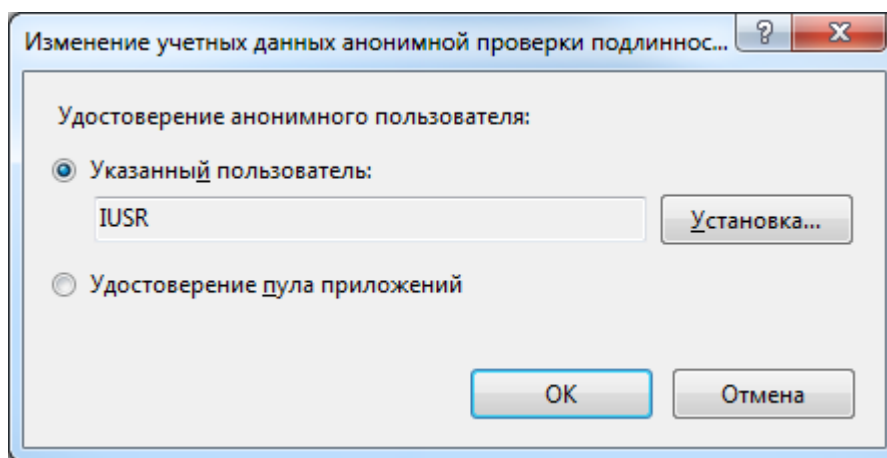 Изменение учетных данных анонимной проверки подлиннос...
Удостоверение анонимного пользователя:
Указанный пользователь:
IUSR
Установка...
Удостоверение пула приложений
OK
Отмена